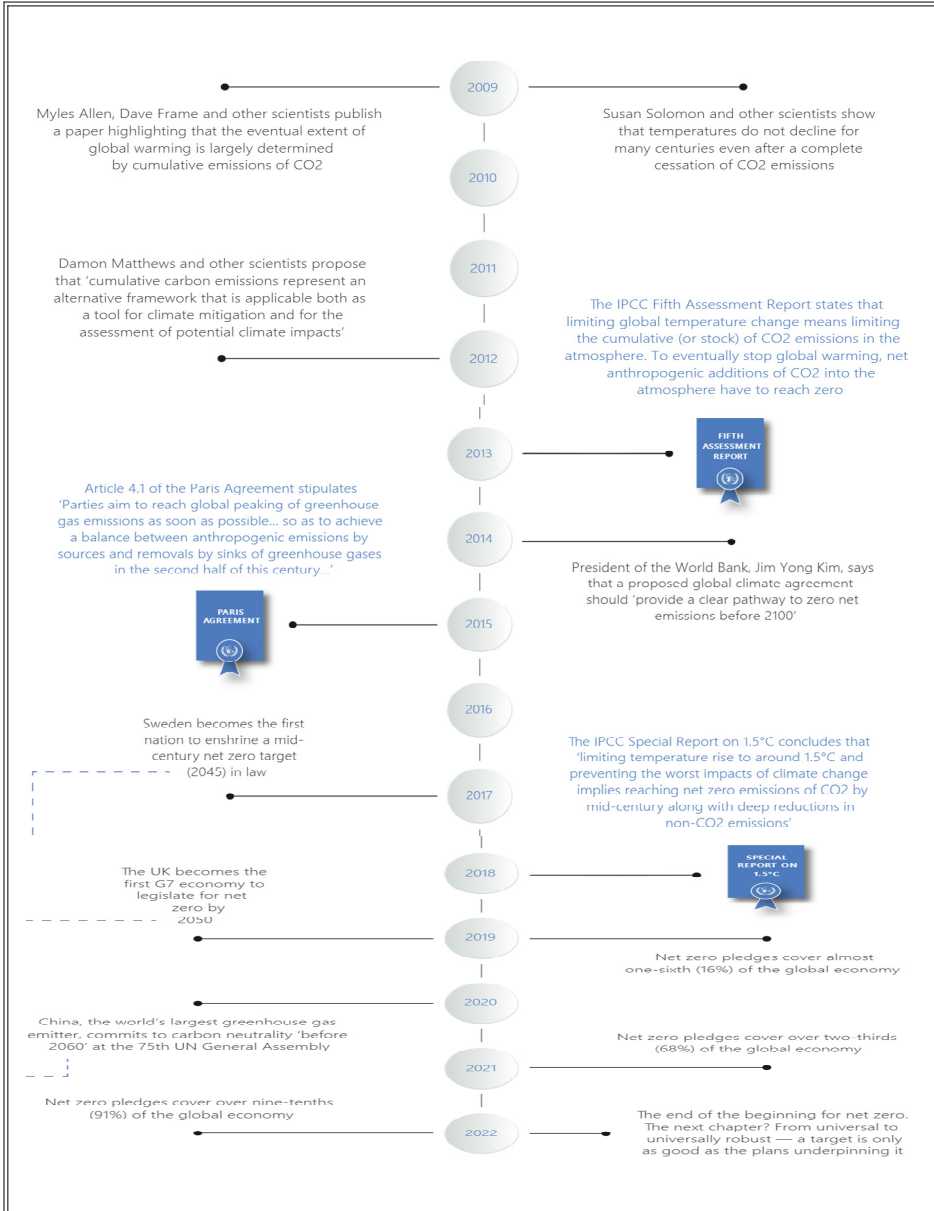 2009
Myles Allen, Dave Frame and other scientists publish
a paper highlighting that the eventual extent of
global warming is largely determined
by cumulative emissions of CO2
Susan Solomon and other scientists show
that temperatures do not decline for
many centuries even after a complete
cessation of CO2 emissions
2010
2011
Damon Matthews and other scientists propose
that ‘cumulative carbon emissions represent an
alternative framework that is applicable both as
a tool for climate mitigation and for the
assessment of potential climate impacts’
2012
The IPCC Fifth Assessment Report states that
limiting global temperature change means limiting
the cumulative (or stock) of CO2 emissions in the
atmosphere. To eventually stop global warming, net
anthropogenic additions of CO2 into the
atmosphere have to reach zero
FIFTH
ASSESSMENT
REPORT
2013
Article 4.1 of the Paris Agreement stipulates
‘Parties aim to reach global peaking of greenhouse
gas emissions as soon as possible... so as to achieve
a balance between anthropogenic emissions by
sources and removals by sinks of greenhouse gases
in the second half of this century...’
2014
President of the World Bank, Jim Yong Kim, says
that a proposed global climate agreement
should ‘provide a clear pathway to zero net
emissions before 2100’
PARIS
AGREEMENT
2015
2016
Sweden becomes the first
nation to enshrine a mid-
century net zero target
(2045) in law
2017
The IPCC Special Report on 1.5°C concludes that
‘limiting temperature rise to around 1.5°C and
preventing the worst impacts of climate change
implies reaching net zero emissions of CO2 by
mid-century along with deep reductions in
non-CO2 emissions’
SPECIAL
REPORT ON
1.5°C
2018
The UK becomes the
first G7 economy to
legislate for net
zero by
2050
2019
Net zero pledges cover almost
one-sixth (16%) of the global economy
2020
China, the world’s largest greenhouse gas
emitter, commits to carbon neutrality ‘before
2060’ at the 75th UN General Assembly
Net zero pledges cover over two-thirds
(68%) of the global economy
2021
Net zero pledges cover over nine-tenths
(91%) of the global economy
2022
The end of the beginning for net zero.
The next chapter? From universal to
universally robust — a target is only
as good as the plans underpinning it